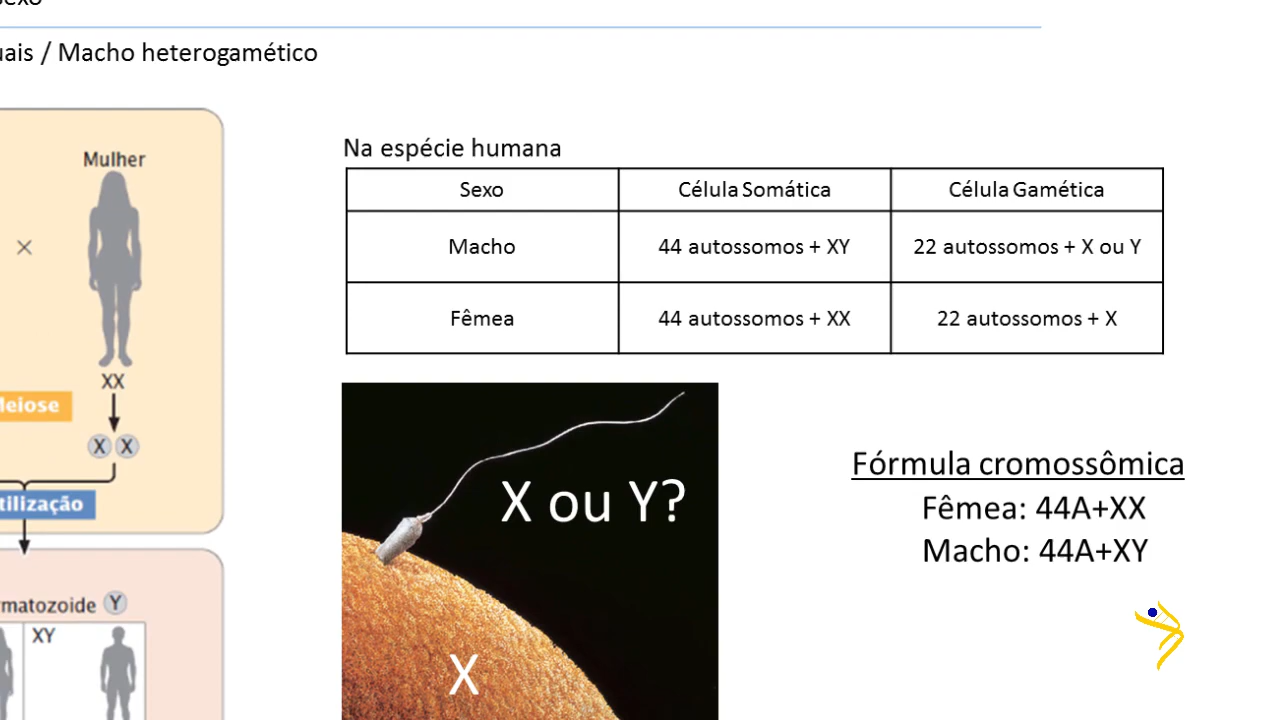 sexo
uais / Macho heterogamético
Mulher
×
XX
Meiose
X X
tilização
matozoide Y
XY
Na espécie humana
Sexo Célula Somática Célula Gamética
Macho 44 autossomos + XY 22 autossomos + X ou Y
Fêmea 44 autossomos + XX 22 autossomos + X
X ou Y?
X
Fórmula cromossômica
Fêmea: 44A+XX
Macho: 44A+XY